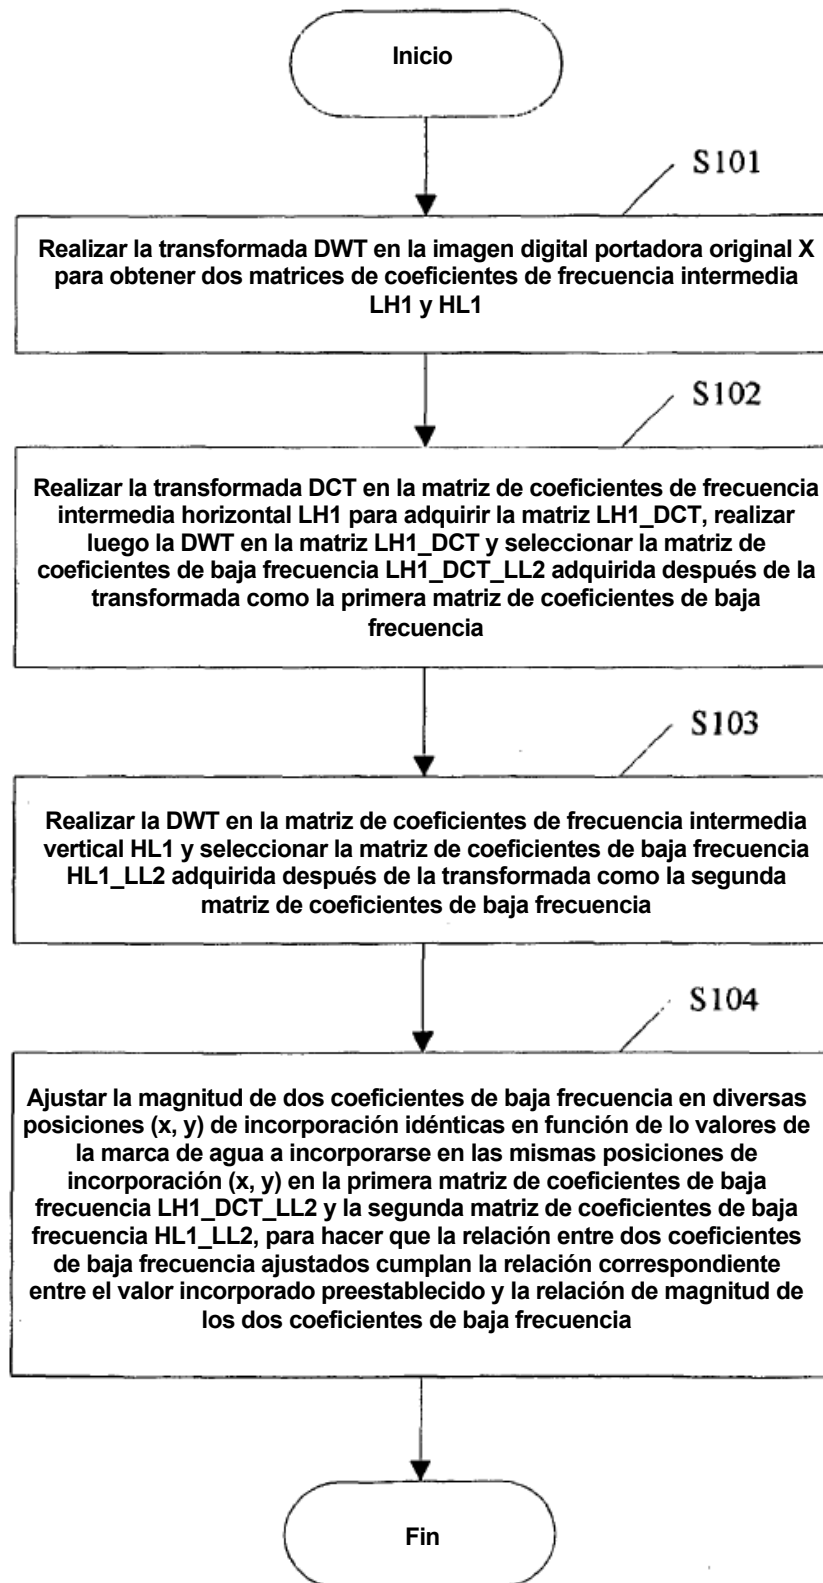 Inicio
S101
Realizar la transformada DWT en la imagen digital portadora original X
para obtener dos matrices de coeficientes de frecuencia intermedia
LH1 y HL1
S102
Realizar la transformada DCT en la matriz de coeficientes de frecuencia
intermedia horizontal LH1 para adquirir la matriz LH1_DCT, realizar
luego la DWT en la matriz LH1_DCT y seleccionar la matriz de
coeficientes de baja frecuencia LH1_DCT_LL2 adquirida después de la
transformada como la primera matriz de coeficientes de baja
frecuencia
S103
Realizar la DWT en la matriz de coeficientes de frecuencia intermedia
vertical HL1 y seleccionar la matriz de coeficientes de baja frecuencia
HL1_LL2 adquirida después de la transformada como la segunda
matriz de coeficientes de baja frecuencia
S104
Ajustar la magnitud de dos coeficientes de baja frecuencia en diversas
posiciones (x, y) de incorporación idénticas en función de lo valores de
la marca de agua a incorporarse en las mismas posiciones de
incorporación (x, y) en la primera matriz de coeficientes de baja
frecuencia LH1_DCT_LL2 y la segunda matriz de coeficientes de baja
frecuencia HL1_LL2, para hacer que la relación entre dos coeficientes
de baja frecuencia ajustados cumplan la relación correspondiente
entre el valor incorporado preestablecido y la relación de magnitud de
los dos coeficientes de baja frecuencia
Fin